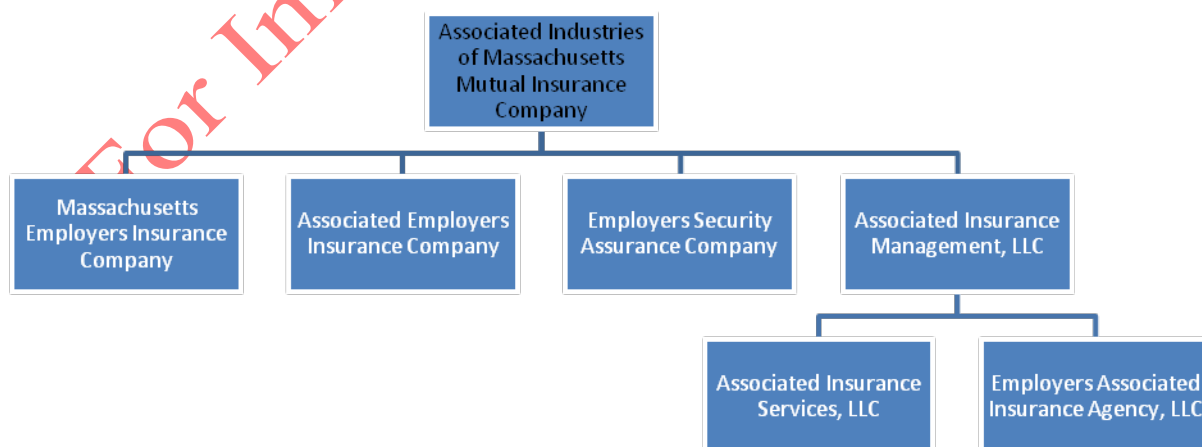 For
Associated Industries
of Massachusetts
Mutual Insurance
Company
Massachusetts
Employers Insurance
Company
Associated Employers
Insurance Company
Employers Security
Assurance Company
Associated Insurance
Management, LLC
Associated Insurance
Services, LLC
Employers Associated
Insurance Agency, LLC